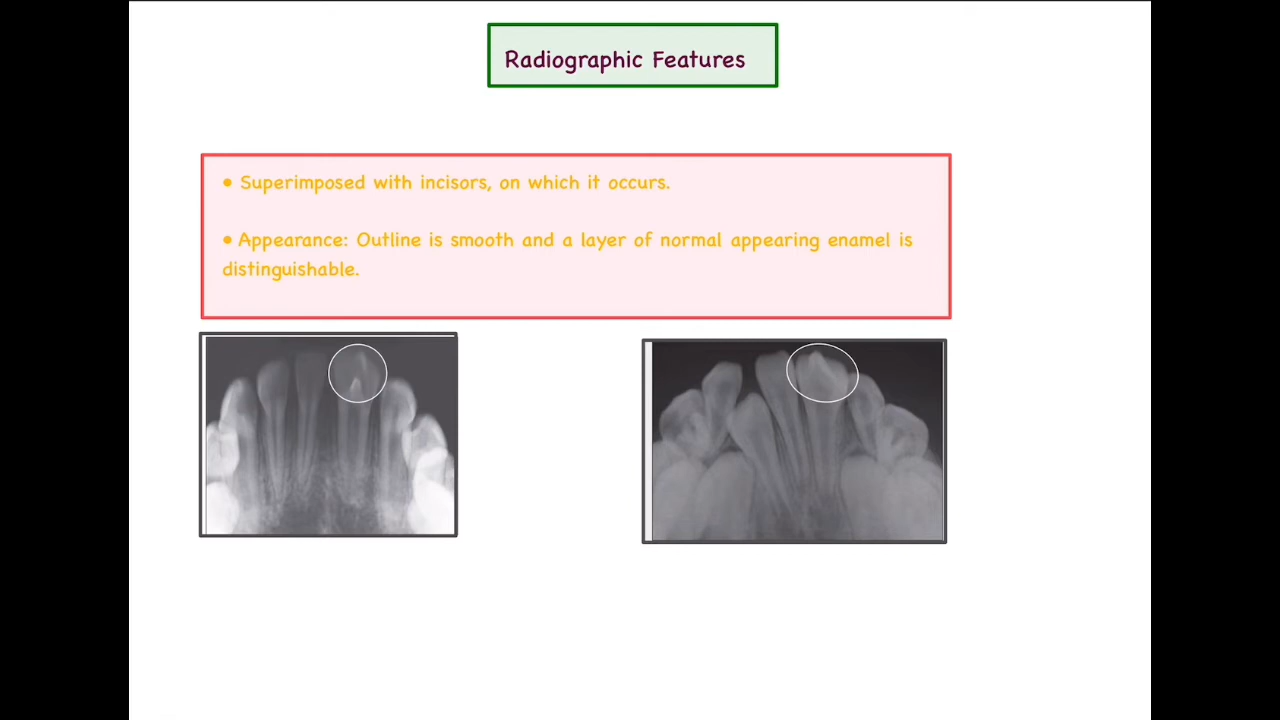 Radiographic Features
• Superimposed with incisors, on which it occurs.
• Appearance: Outline is smooth and a layer of normal appearing enamel is
distinguishable.